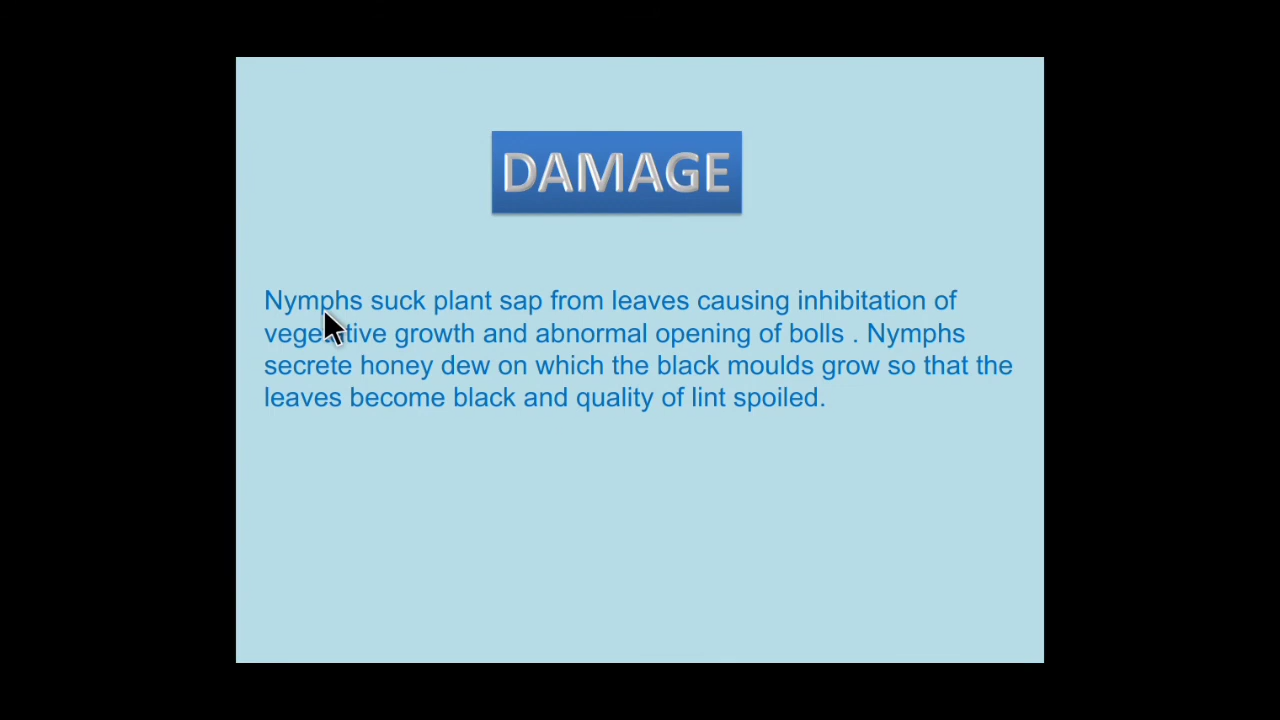 DAMAGE
Nymphs suck plant sap from leaves causing inhibitation of
vegetative growth and abnormal opening of bolls . Nymphs
secrete honey dew on which the black moulds grow so that the
leaves become black and quality of lint spoiled.